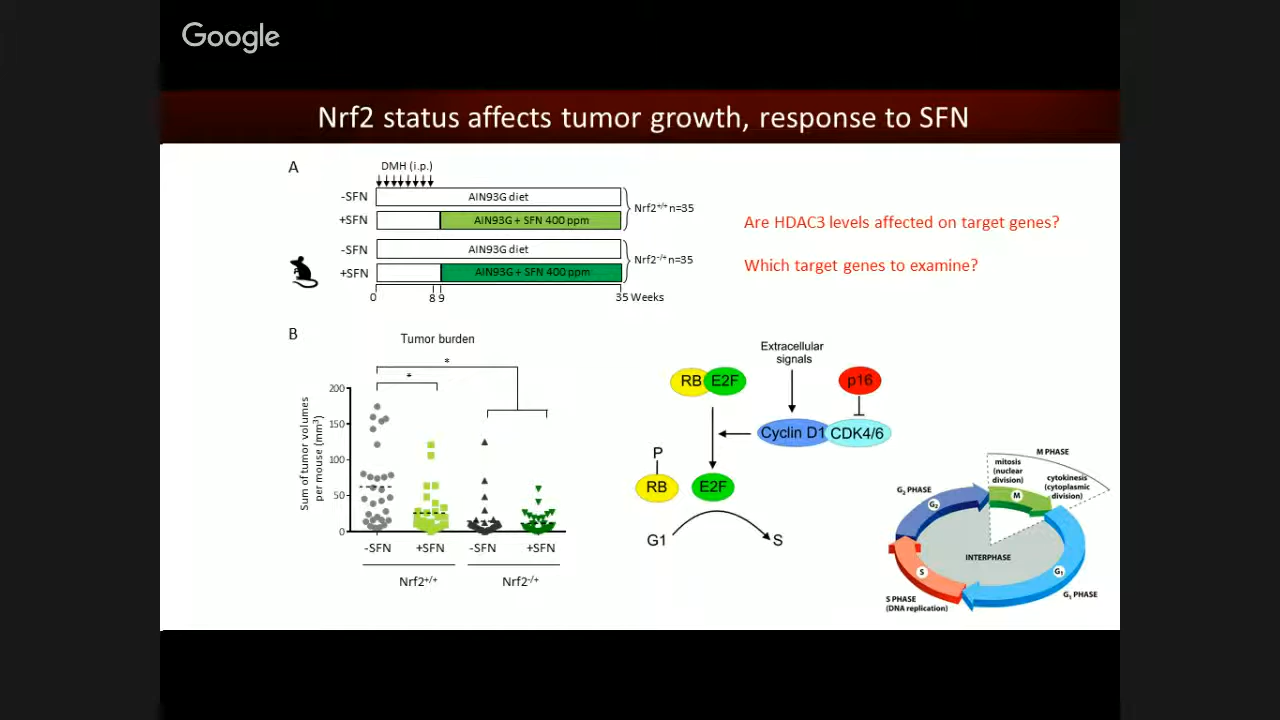 Google
Nrf2 status affects tumor growth, response to SFN
A
DMH (i.p.)
-SFN
AIN93G diet
+SFN
AIN93G + SFN 400 ppm
Nrf2+/+ n=35
-SFN
AIN93G diet
+SFN
AIN93G + SFN 400 ppm
Nrf2-/+ n=35
0
8 9
35 Weeks
Are HDAC3 levels affected on target genes?
Which target genes to examine?
B
Tumor burden
*
*
Sum of tumor volumes
per mouse (mm3)
200
150
100
50
0
-SFN
+SFN
-SFN
+SFN
Nrf2+/+
Nrf2-/+
Extracellular
signals
RB
E2F
p16
Cyclin D1
CDK4/6
P
RB
E2F
G1
S
M PHASE
mitosis
(nuclear
division)
cytokinesis
(cytoplasmic
division)
G2 PHASE
G2
M
INTERPHASE
S
G1
S PHASE
(DNA replication)
G1 PHASE